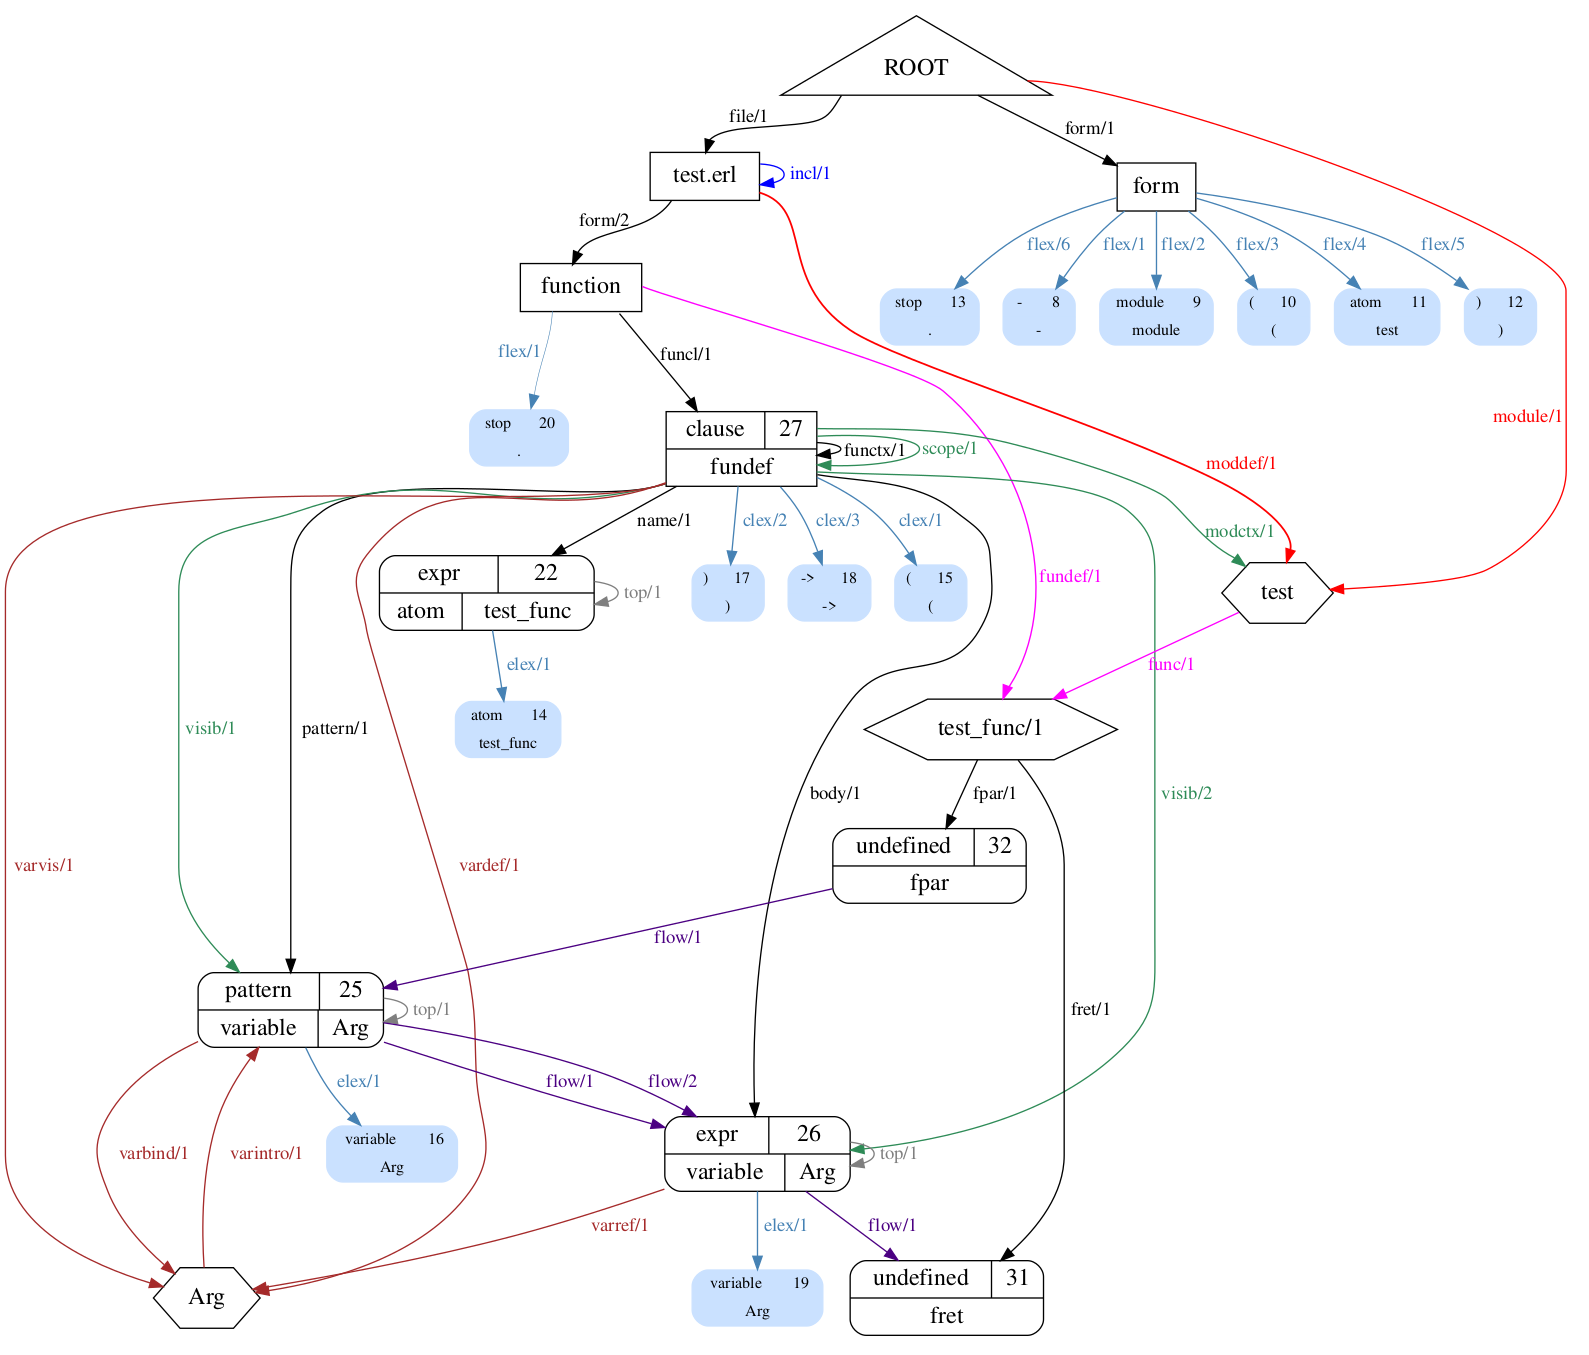 ROOT
file/1
form/1
test.erl
incl/1
form
form/2
flex/6
flex/1
flex/2
flex/3
flex/4
flex/5
function
stop 13
.
- 8
-
module 9
module
( 10
(
atom 11
test
) 12
)
flex/1
funcl/1
module/1
stop 20
.
clause 27
fundef
functx/1
scope/1
moddef/1
name/1
clex/2
clex/3
clex/1
modctx/1
expr 22
atom test_func
top/1
) 17
)
-> 18
->
( 15
(
fundef/1
test
elex/1
func/1
atom 14
test_func
visib/1
pattern/1
test_func/1
body/1
fpar/1
visib/2
varvis/1
vardef/1
undefined 32
fpar
flow/1
pattern 25
variable Arg
top/1
fret/1
elex/1
flow/1
flow/2
varbind/1
varintro/1
variable 16
Arg
expr 26
variable Arg
top/1
varref/1
elex/1
flow/1
Arg
variable 19
Arg
undefined 31
fret